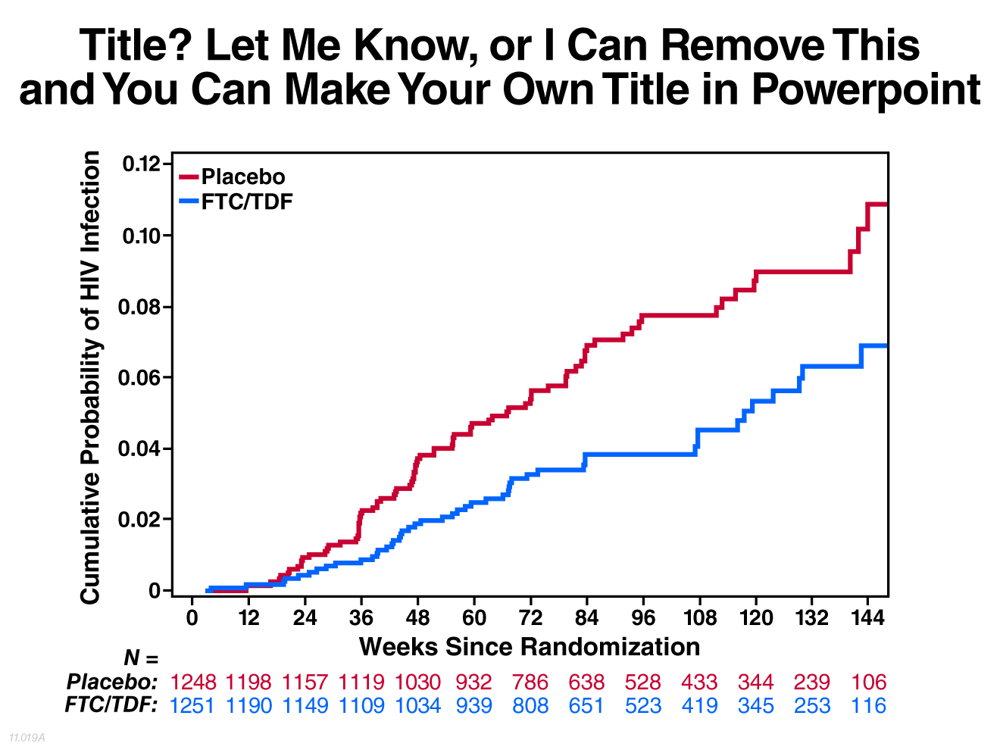 Title? Let Me Know, or I Can Remove This
and You Can Make Your Own Title in Powerpoint
Cumulative Probability of HIV Infection
0.12
0.10
0.08
0.06
0.04
0.02
0
Placebo
FTC/TDF
0 12 24 36 48 60 72 84 96 108 120 132 144
Weeks Since Randomization
N =
Placebo: 1248 1198 1157 1119 1030 932 786 638 528 433 344 239 106
FTC/TDF: 1251 1190 1149 1109 1034 939 808 651 523 419 345 253 116
11.019A